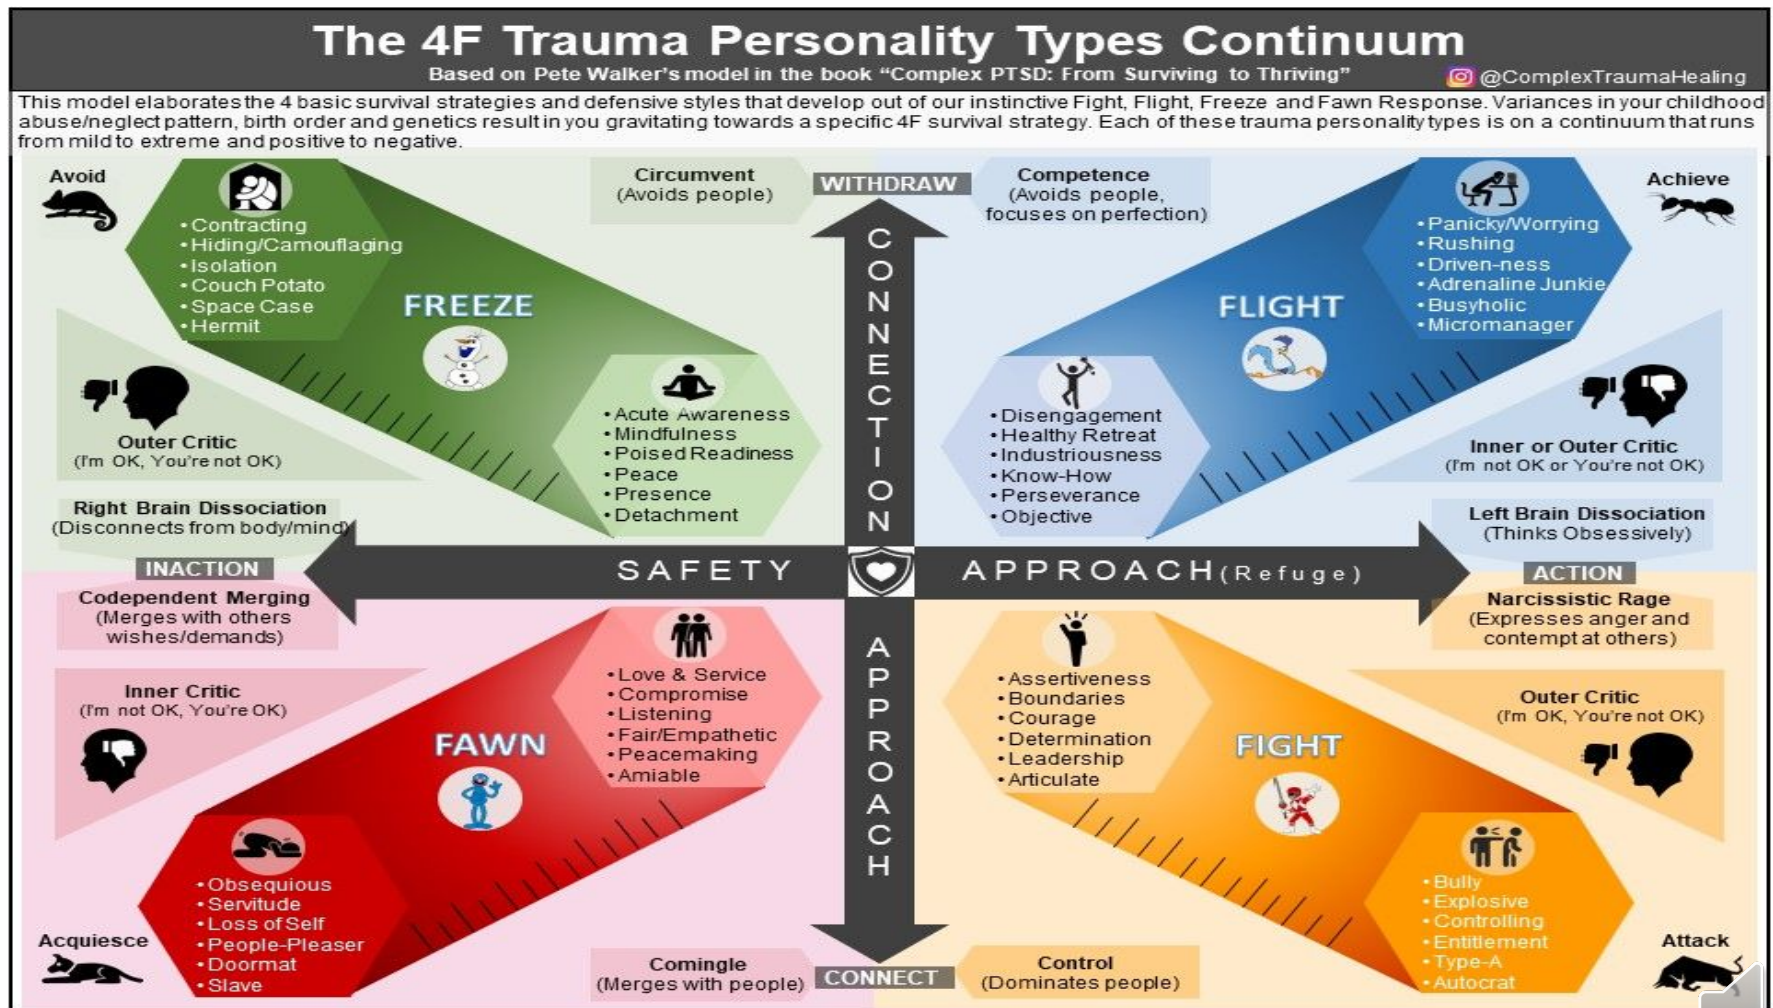 The 4F Trauma Personality Types Continuum
Based on Pete Walker's model in the book “Complex PTSD: From Surviving to Thriving”
@ComplexTraumaHealing
This model elaborates the 4 basic survival strategies and defensive styles that develop out of our instinctive Fight, Flight, Freeze and Fawn Response. Variances in your childhood
abuse/neglect pattern, birth order and genetics result in you gravitating towards a specific 4F survival strategy. Each of these trauma personality types is on a continuum that runs
from mild to extreme and positive to negative.
Avoid
• Contracting
• Hiding/Camouflaging
• Isolation
• Couch Potato
• Space Case
• Hermit
FREEZE
• Acute Awareness
• Mindfulness
• Poised Readiness
• Peace
• Presence
• Detachment
Outer Critic
(I'm OK, You're not OK)
Right Brain Dissociation
(Disconnects from body/mind)
Circumvent
(Avoids people)
WITHDRAW
Competence
(Avoids people,
focuses on perfection)
CONNECTION
Achieve
• Panicky/Worrying
• Rushing
• Driven-ness
• Adrenaline Junkie
• Busyholic
• Micromanager
FLIGHT
• Disengagement
• Healthy Retreat
• Industriousness
• Know-How
• Perseverance
• Objective
Inner or Outer Critic
(I'm not OK or You're not OK)
Left Brain Dissociation
(Thinks Obsessively)
INACTION
SAFETY
APPROACH (Refuge)
ACTION
Codependent Merging
(Merges with others
wishes/demands)
Inner Critic
(I'm not OK, You're OK)
• Love & Service
• Compromise
• Listening
• Fair/Empathetic
• Peacemaking
• Amiable
FAWN
• Obsequious
• Servitude
• Loss of Self
• People-Pleaser
• Doormat
• Slave
Acquiesce
APPROACH
Comingle
(Merges with people)
CONNECT
Control
(Dominates people)
Narcissistic Rage
(Expresses anger and
contempt at others)
• Assertiveness
• Boundaries
• Courage
• Determination
• Leadership
• Articulate
FIGHT
Outer Critic
(I'm OK, You're not OK)
• Bully
• Explosive
• Controlling
• Entitlement
• Type-A
• Autocrat
Attack